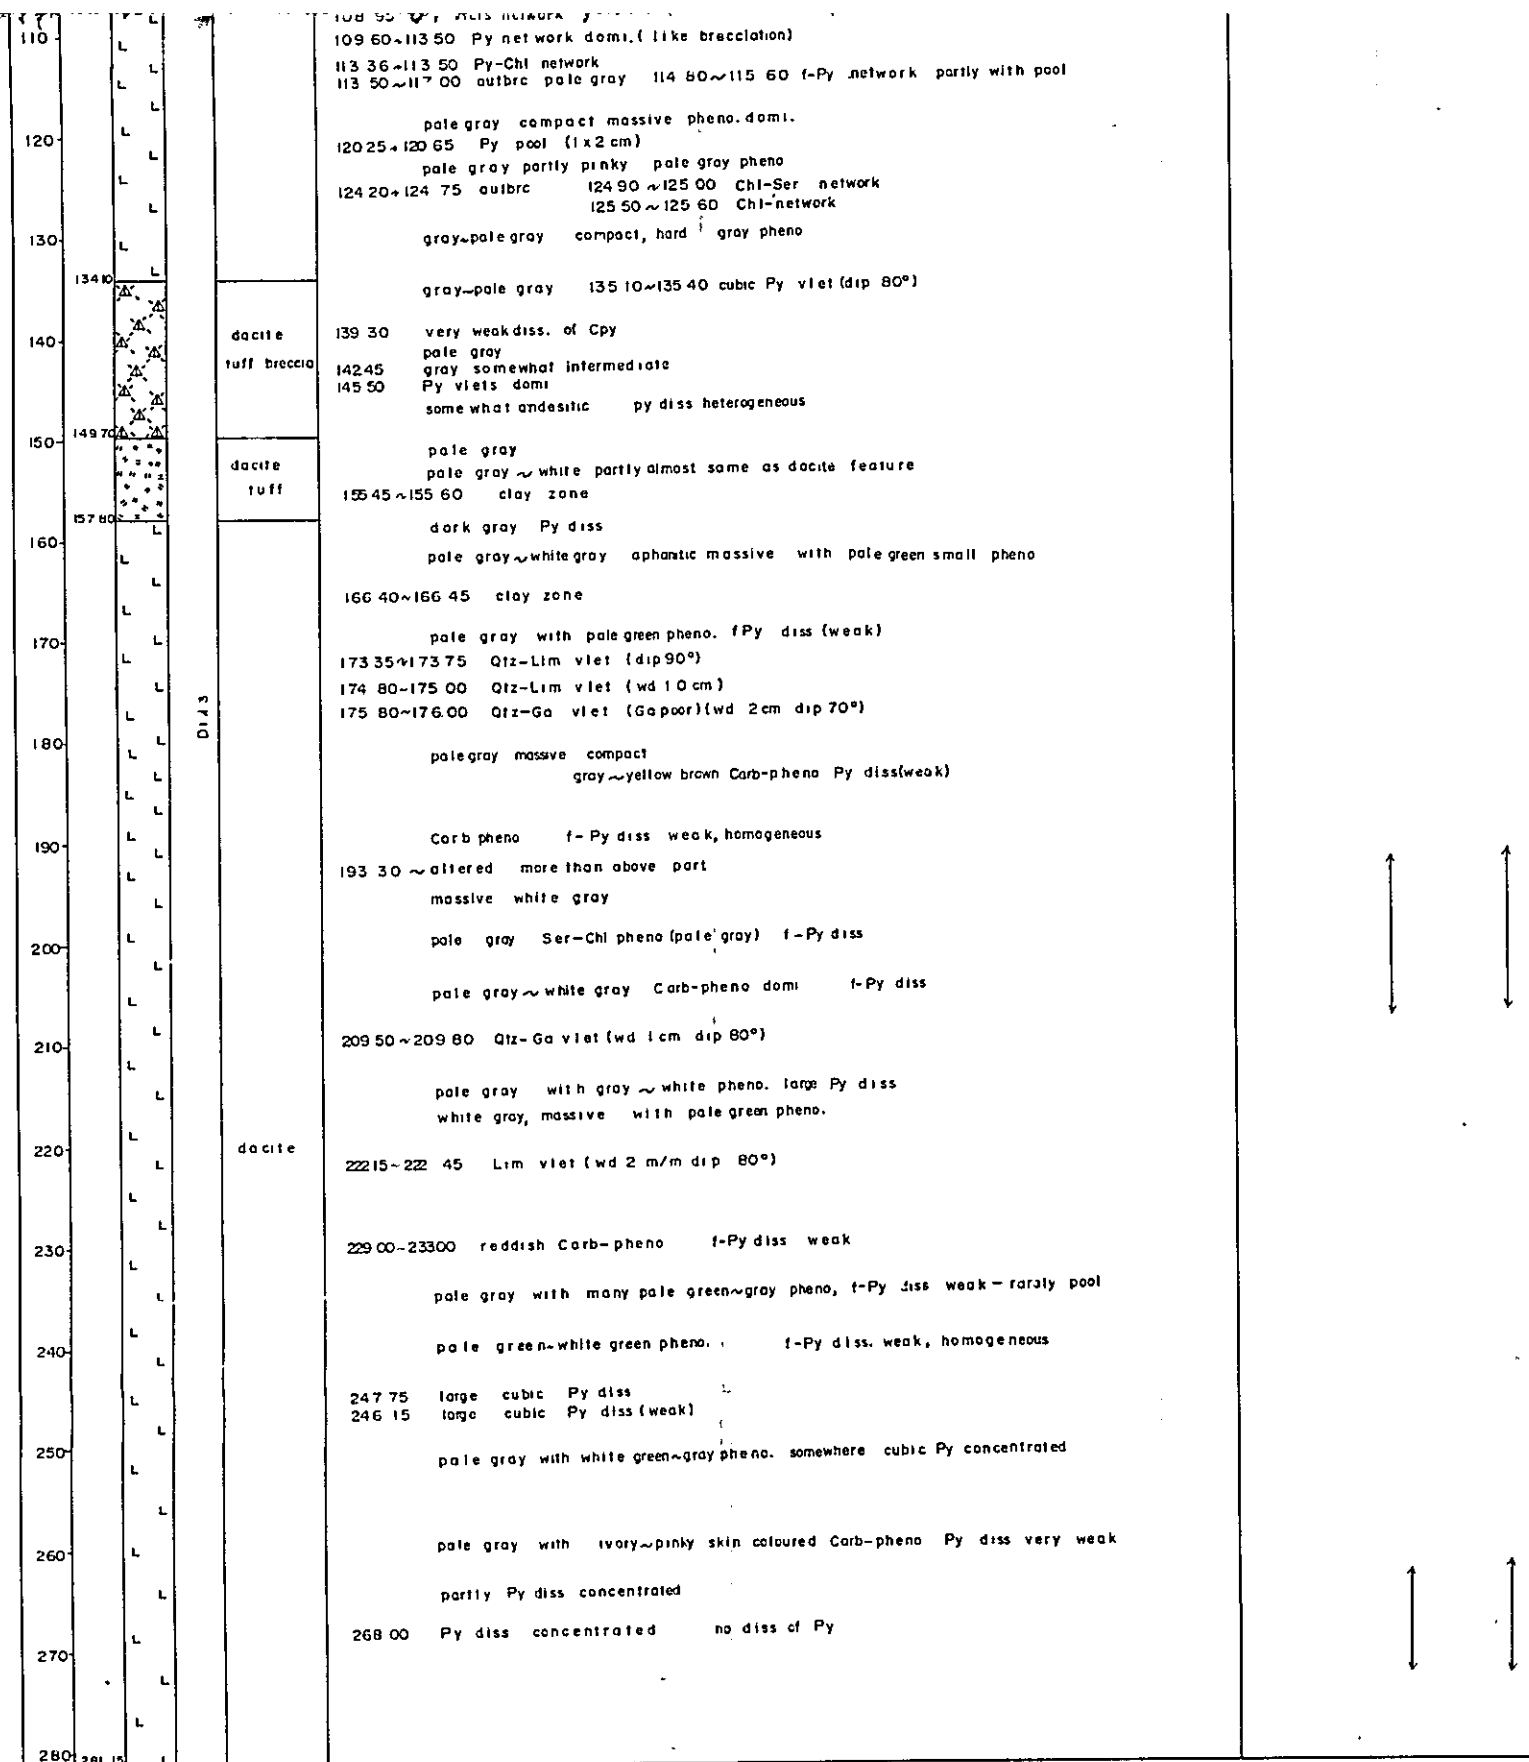 110
109 60~113 50 Py net work domi. ( like brecciation)
113 36~113 50 Py-Chl network
113 50~117 00 autbrc pale gray 114 80~115 60 f-Py network partly with pool
pale gray compact massive pheno. domi.
120
120 25~120 65 Py pool (1x2 cm)
pale gray partly pinky pale gray pheno
124 20~124 75 autbrc 124 90~125 00 Chl-Ser network
125 50~125 60 Chl-network
130
gray~pale gray compact, hard gray pheno
134 10
gray~pale gray 135 10~135 40 cubic Py vlet (dip 80°)
140
dacite
tuff breccia
139 30 very weak diss. of Cpy
pale gray
142 45 gray somewhat intermediate
145 50 Py vlets domi
some what andesitic py diss heterogeneous
149 70
150
dacite
tuff
pale gray
pale gray ~ white partly almost same as dacite feature
155 45~155 60 clay zone
157 80
dark gray Py diss
160
pale gray~white gray aphanitic massive with pale green small pheno
166 40~166 45 clay zone
170
pale gray with pale green pheno. f Py diss (weak)
173 35~173 75 Qtz-Lim vlet (dip 90°)
174 80~175 00 Qtz-Lim vlet (wd 1 0 cm)
175 80~176.00 Qtz-Ga vlet (Ga poor) (wd 2cm dip 70°)
180
pale gray massive compact
gray~yellow brown Carb-pheno Py diss(weak)
190
Carb pheno f-Py diss weak, homogeneous
193 30 ~ altered more than above part
massive white gray
200
pale gray Ser-Chl pheno (pale gray) f-Py diss
pale gray ~ white gray Carb-pheno domi f-Py diss
210
209 50~209 80 Qtz-Ga vlet (wd 1cm dip 80°)
pale gray with gray ~ white pheno. large Py diss
white gray, massive with pale green pheno.
220
dacite
222 15~222 45 Lim vlet (wd 2 m/m dip 80°)
230
229 00~233 00 reddish Carb-pheno f-Py diss weak
pale gray with many pale green~gray pheno, f-Py diss weak - raraly pool
240
pale green~white green pheno. f-Py diss. weak, homogeneous
247 75 large cubic Py diss
246 15 large cubic Py diss (weak)
250
pale gray with white green~gray pheno. somewhere cubic Py concentrated
260
pale gray with ivory~pinky skin coloured Carb-pheno Py diss very weak
partly Py diss concentrated
268 00 Py diss concentrated no diss of Py
270
280
281 15